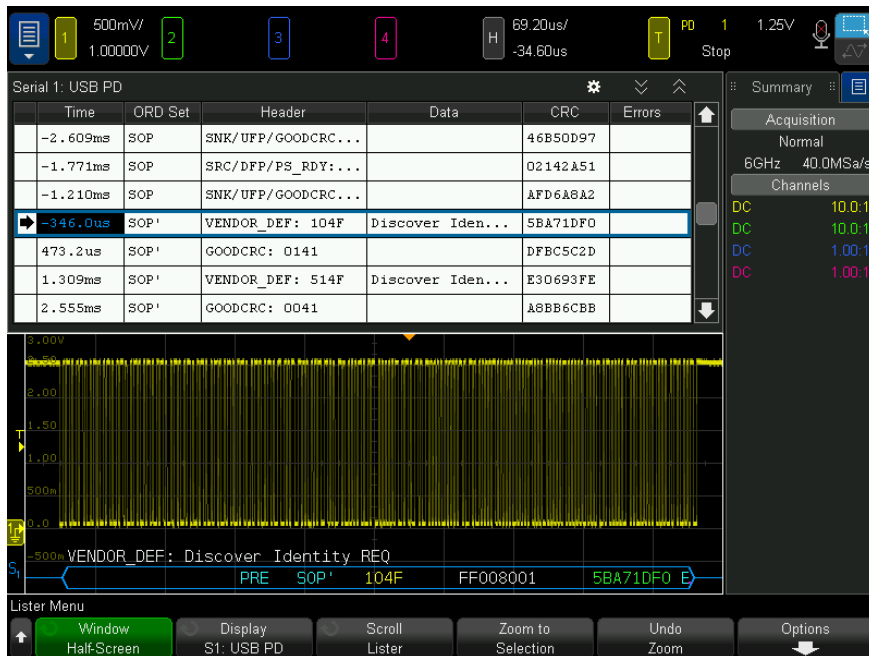 1 500mV/ 2 3 4 H 69.20us/ T PD 1 1.25V
1.00000V -34.60us Stop
Serial 1: USB PD
Time ORD Set Header Data CRC Errors
-2.609ms SOP SNK/UFP/GOODCRC... 46B50D97
-1.771ms SOP SRC/DFP/PS_RDY:... 02142A51
-1.210ms SOP SNK/UFP/GOODCRC... AFD6A8A2
-346.0us SOP' VENDOR_DEF: 104F Discover Iden... 5BA71DF0
473.2us SOP' GOODCRC: 0141 DFBC5C2D
1.309ms SOP' VENDOR_DEF: 514F Discover Iden... E30693FE
2.555ms SOP' GOODCRC: 0041 A8BB6CBB
Summary
Acquisition
Normal
6GHz 40.0MSa/s
Channels
DC 10.0:1
DC 10.0:1
DC 1.00:1
DC 1.00:1
3.00V
2.50
2.00
T 1.50
1.00
500m
0.0
-500m VENDOR_DEF: Discover Identity REQ
S1 PRE SOP' 104F FF008001 5BA71DF0 E
Lister Menu
Window Display Scroll Zoom to Undo Options
Half-Screen S1: USB PD Lister Selection Zoom